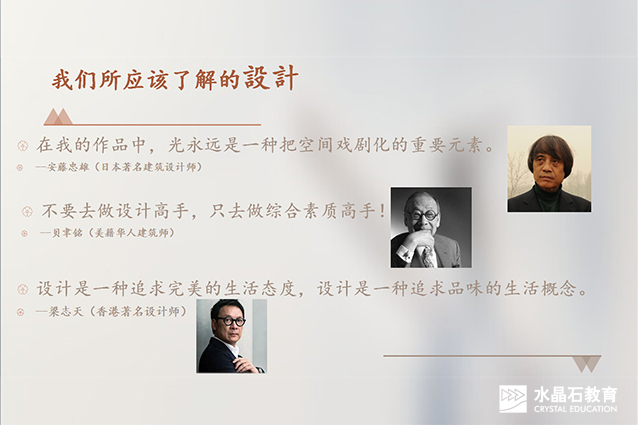 我们所应该了解的設計
在我的作品中，光永远是一种把空间戏剧化的重要元素。
—安藤忠雄（日本著名建筑设计师）
不要去做设计高手，只去做综合素质高手！
—贝聿铭（美籍华人建筑师）
设计是一种追求完美的生活态度，设计是一种追求品味的生活概念。
—梁志天（香港著名设计师）
水晶石教育
CRYSTAL EDUCATION